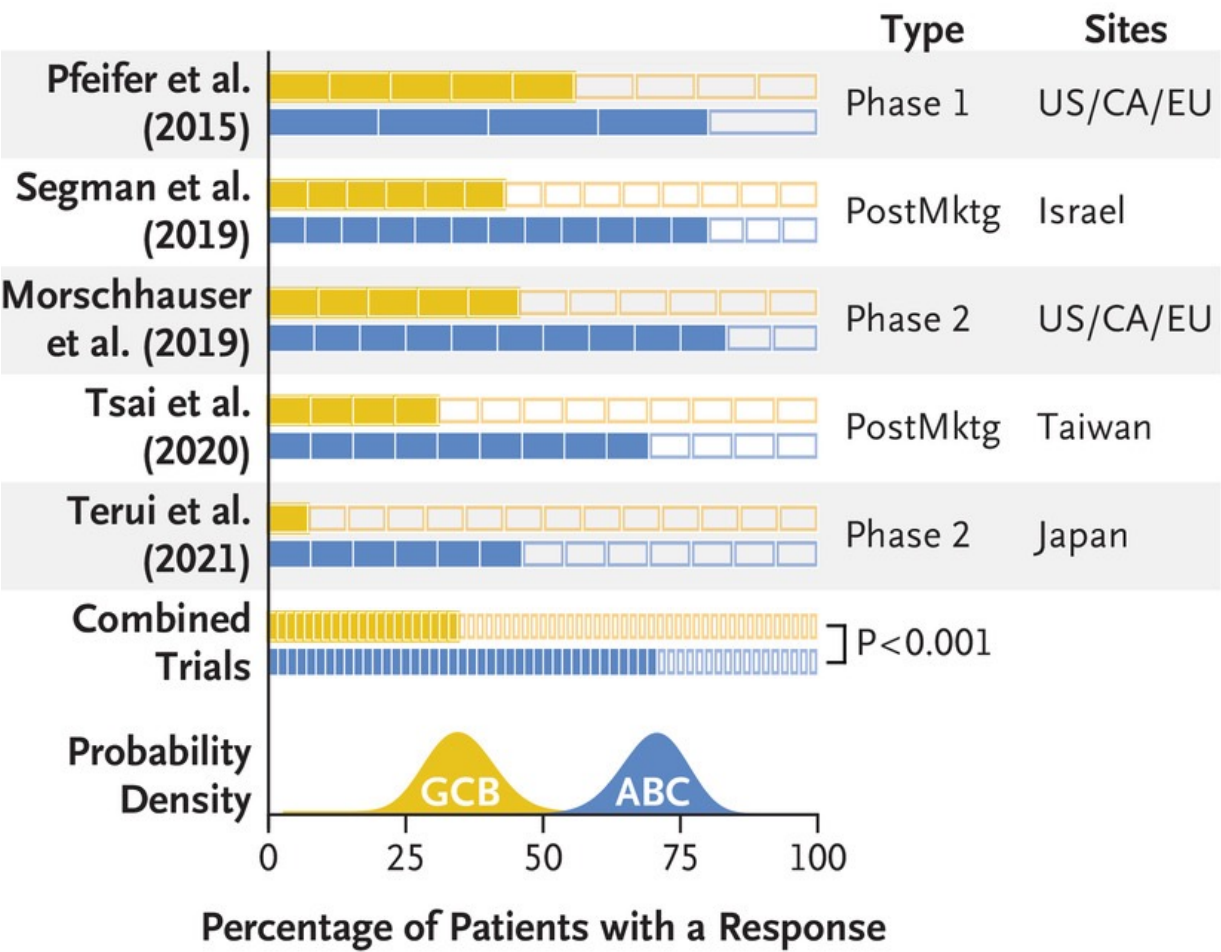 Type Sites
Pfeifer et al.
(2015)
Phase 1 US/CA/EU
Segman et al.
(2019)
PostMktg Israel
Morschhauser
et al. (2019)
Phase 2 US/CA/EU
Tsai et al.
(2020)
PostMktg Taiwan
Terui et al.
(2021)
Phase 2 Japan
Combined
Trials
P<0.001
Probability
Density
GCB ABC
0 25 50 75 100
Percentage of Patients with a Response